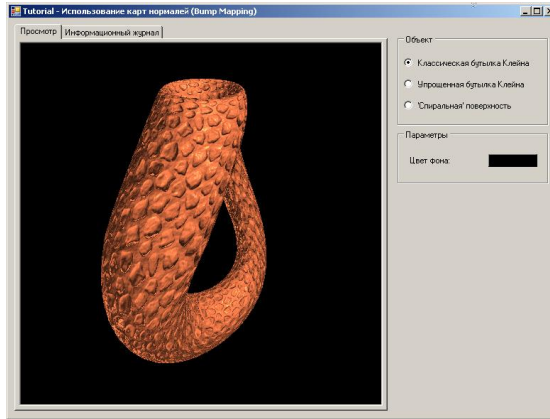 Tutorial - Использование карт нормалей (Bump Mapping)
Просмотр
Информационный журнал
Объект
Классическая бутылка Клейна
Упрощенная бутылка Клейна
'Спиральная' поверхность
Параметры
Цвет фона: